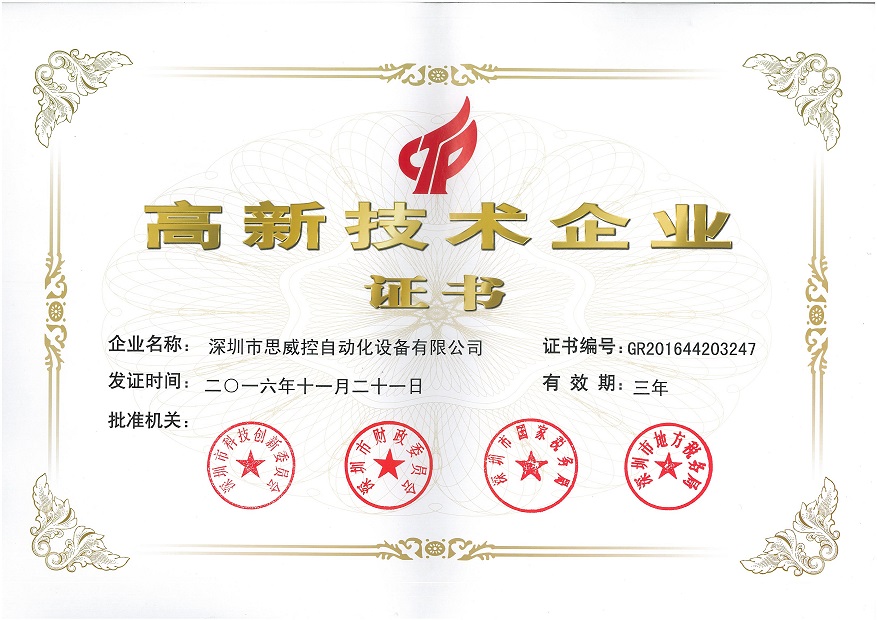 高新技术企业
证书
企业名称： 深圳市思威控自动化设备有限公司 证书编号：GR201644203247
发证时间： 二〇一六年十一月二十一日 有效期：三年
批准机关：
深圳市科技创新委员会
深圳市财政委员会
深圳市国家税务局
深圳市地方税务局